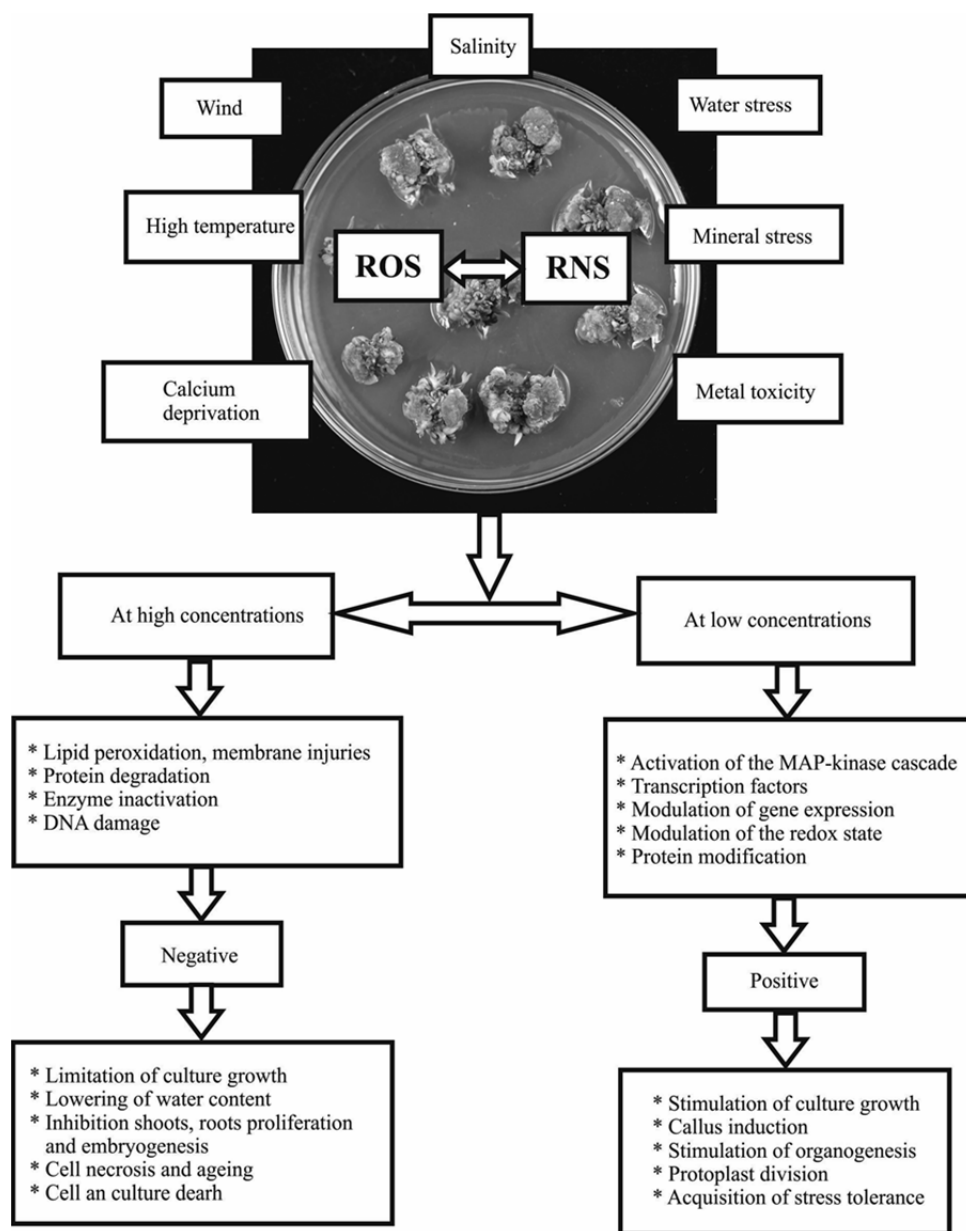 Salinity
Wind
Water stress
High temperature
Mineral stress
ROS
RNS
Calcium
deprivation
Metal toxicity
At high concentrations
At low concentrations
* Lipid peroxidation, membrane injuries
* Protein degradation
* Enzyme inactivation
* DNA damage
* Activation of the MAP-kinase cascade
* Transcription factors
* Modulation of gene expression
* Modulation of the redox state
* Protein modification
Negative
Positive
* Limitation of culture growth
* Lowering of water content
* Inhibition shoots, roots proliferation
and embryogenesis
* Cell necrosis and ageing
* Cell an culture dearh
* Stimulation of culture growth
* Callus induction
* Stimulation of organogenesis
* Protoplast division
* Acquisition of stress tolerance